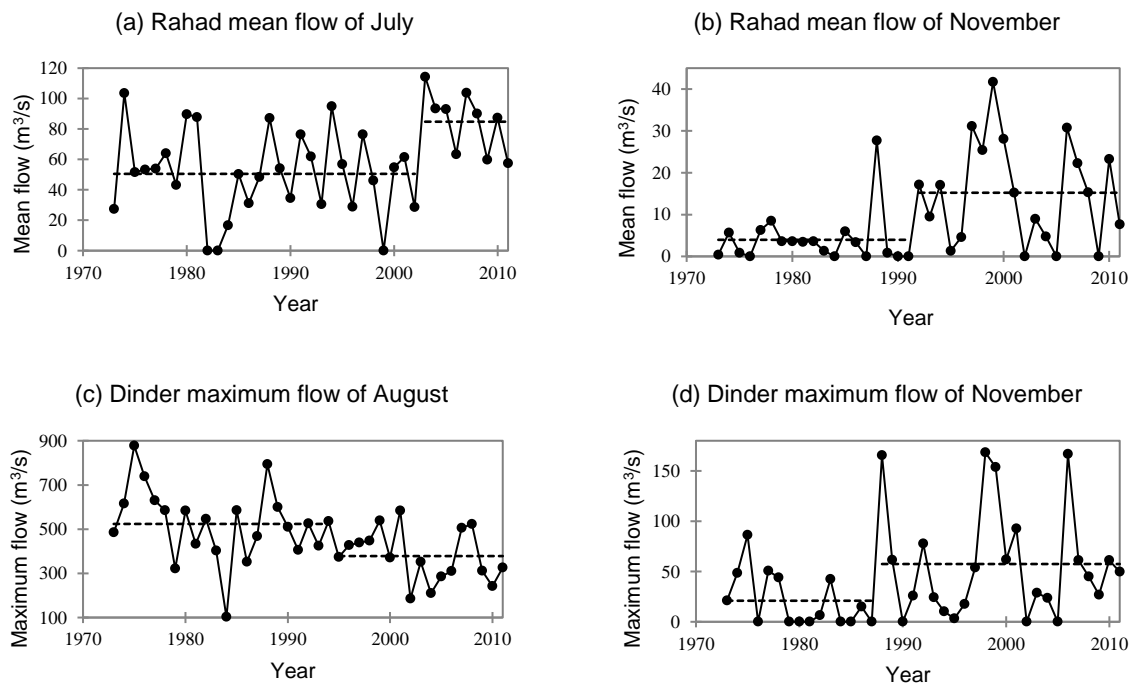 (a) Rahad mean flow of July
Mean flow (m³/s)
120
100
80
60
40
20
0
1970 1980 1990 2000 2010
Year
(b) Rahad mean flow of November
Mean flow (m³/s)
40
30
20
10
0
1970 1980 1990 2000 2010
Year
(c) Dinder maximum flow of August
Maximum flow (m³/s)
900
700
500
300
100
1970 1980 1990 2000 2010
Year
(d) Dinder maximum flow of November
Maximum flow (m³/s)
150
100
50
0
1970 1980 1990 2000 2010
Year